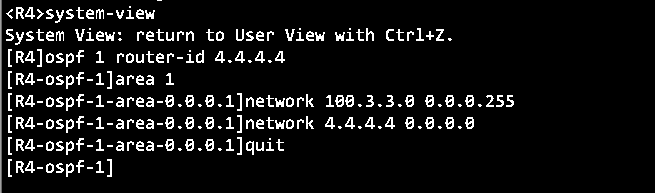 <R4>system-view
System View: return to User View with Ctrl+Z.
[R4]ospf 1 router-id 4.4.4.4
[R4-ospf-1]area 1
[R4-ospf-1-area-0.0.0.1]network 100.3.3.0 0.0.0.255
[R4-ospf-1-area-0.0.0.1]network 4.4.4.4 0.0.0.0
[R4-ospf-1-area-0.0.0.1]quit
[R4-ospf-1]